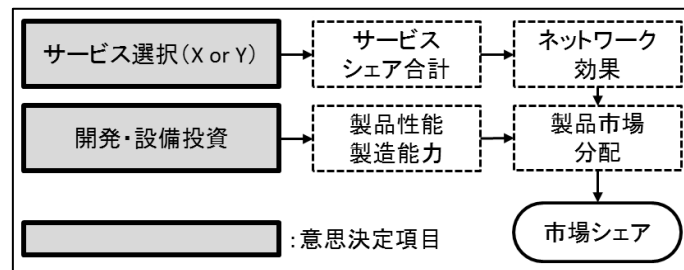 サービス選択(X or Y)
サービス
シェア合計
ネットワーク
効果
開発・設備投資
製品性能
製造能力
製品市場
分配
市場シェア
:意思決定項目